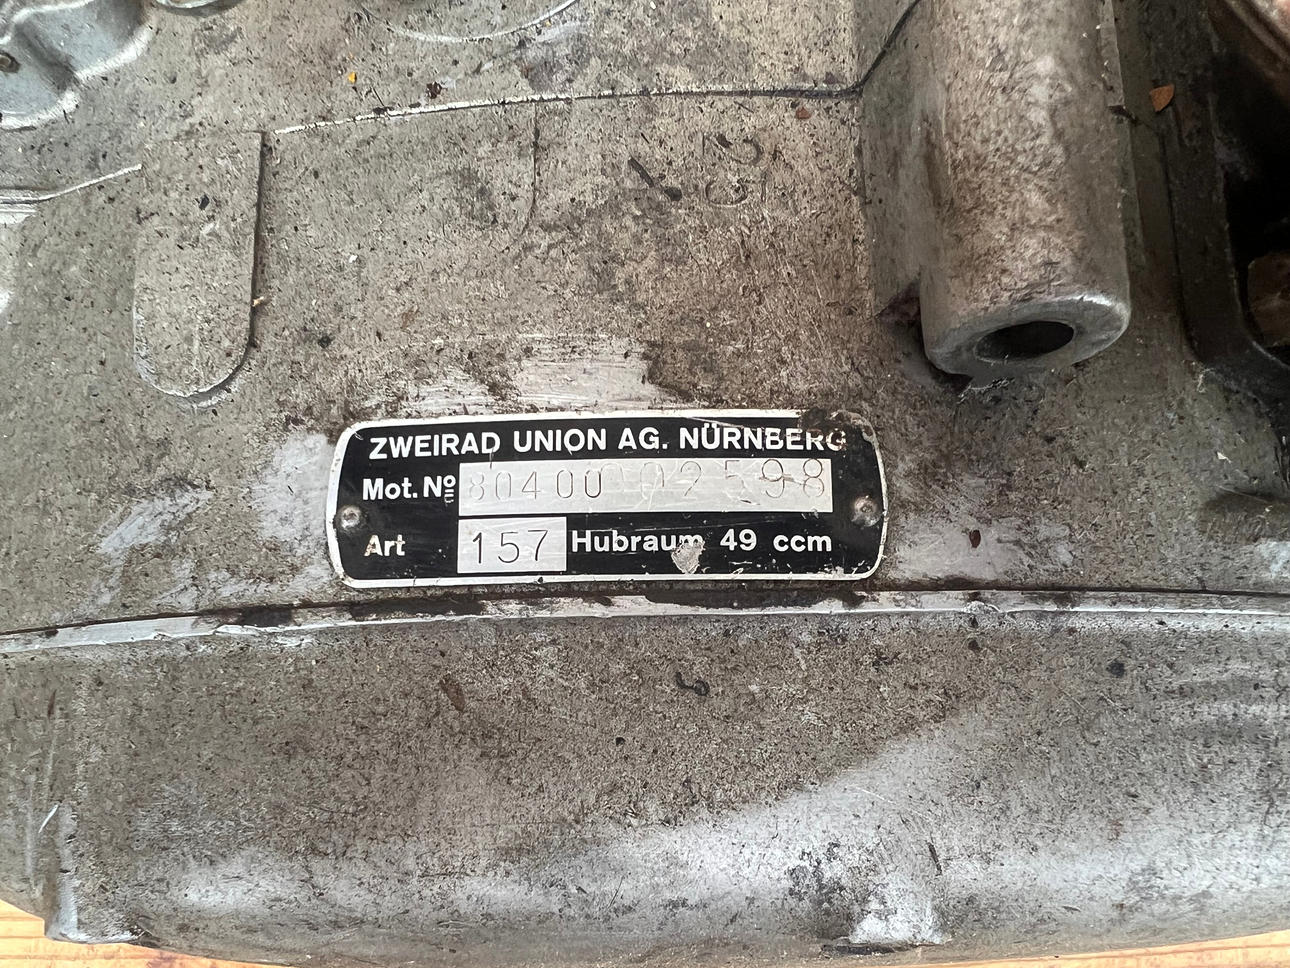 ZWEIRAD UNION AG. NÜRNBERG
Mot. Nº 80400 02598
Art 157 Hubraum 49 ccm